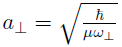 a⊥ = √(ħ / μω⊥)